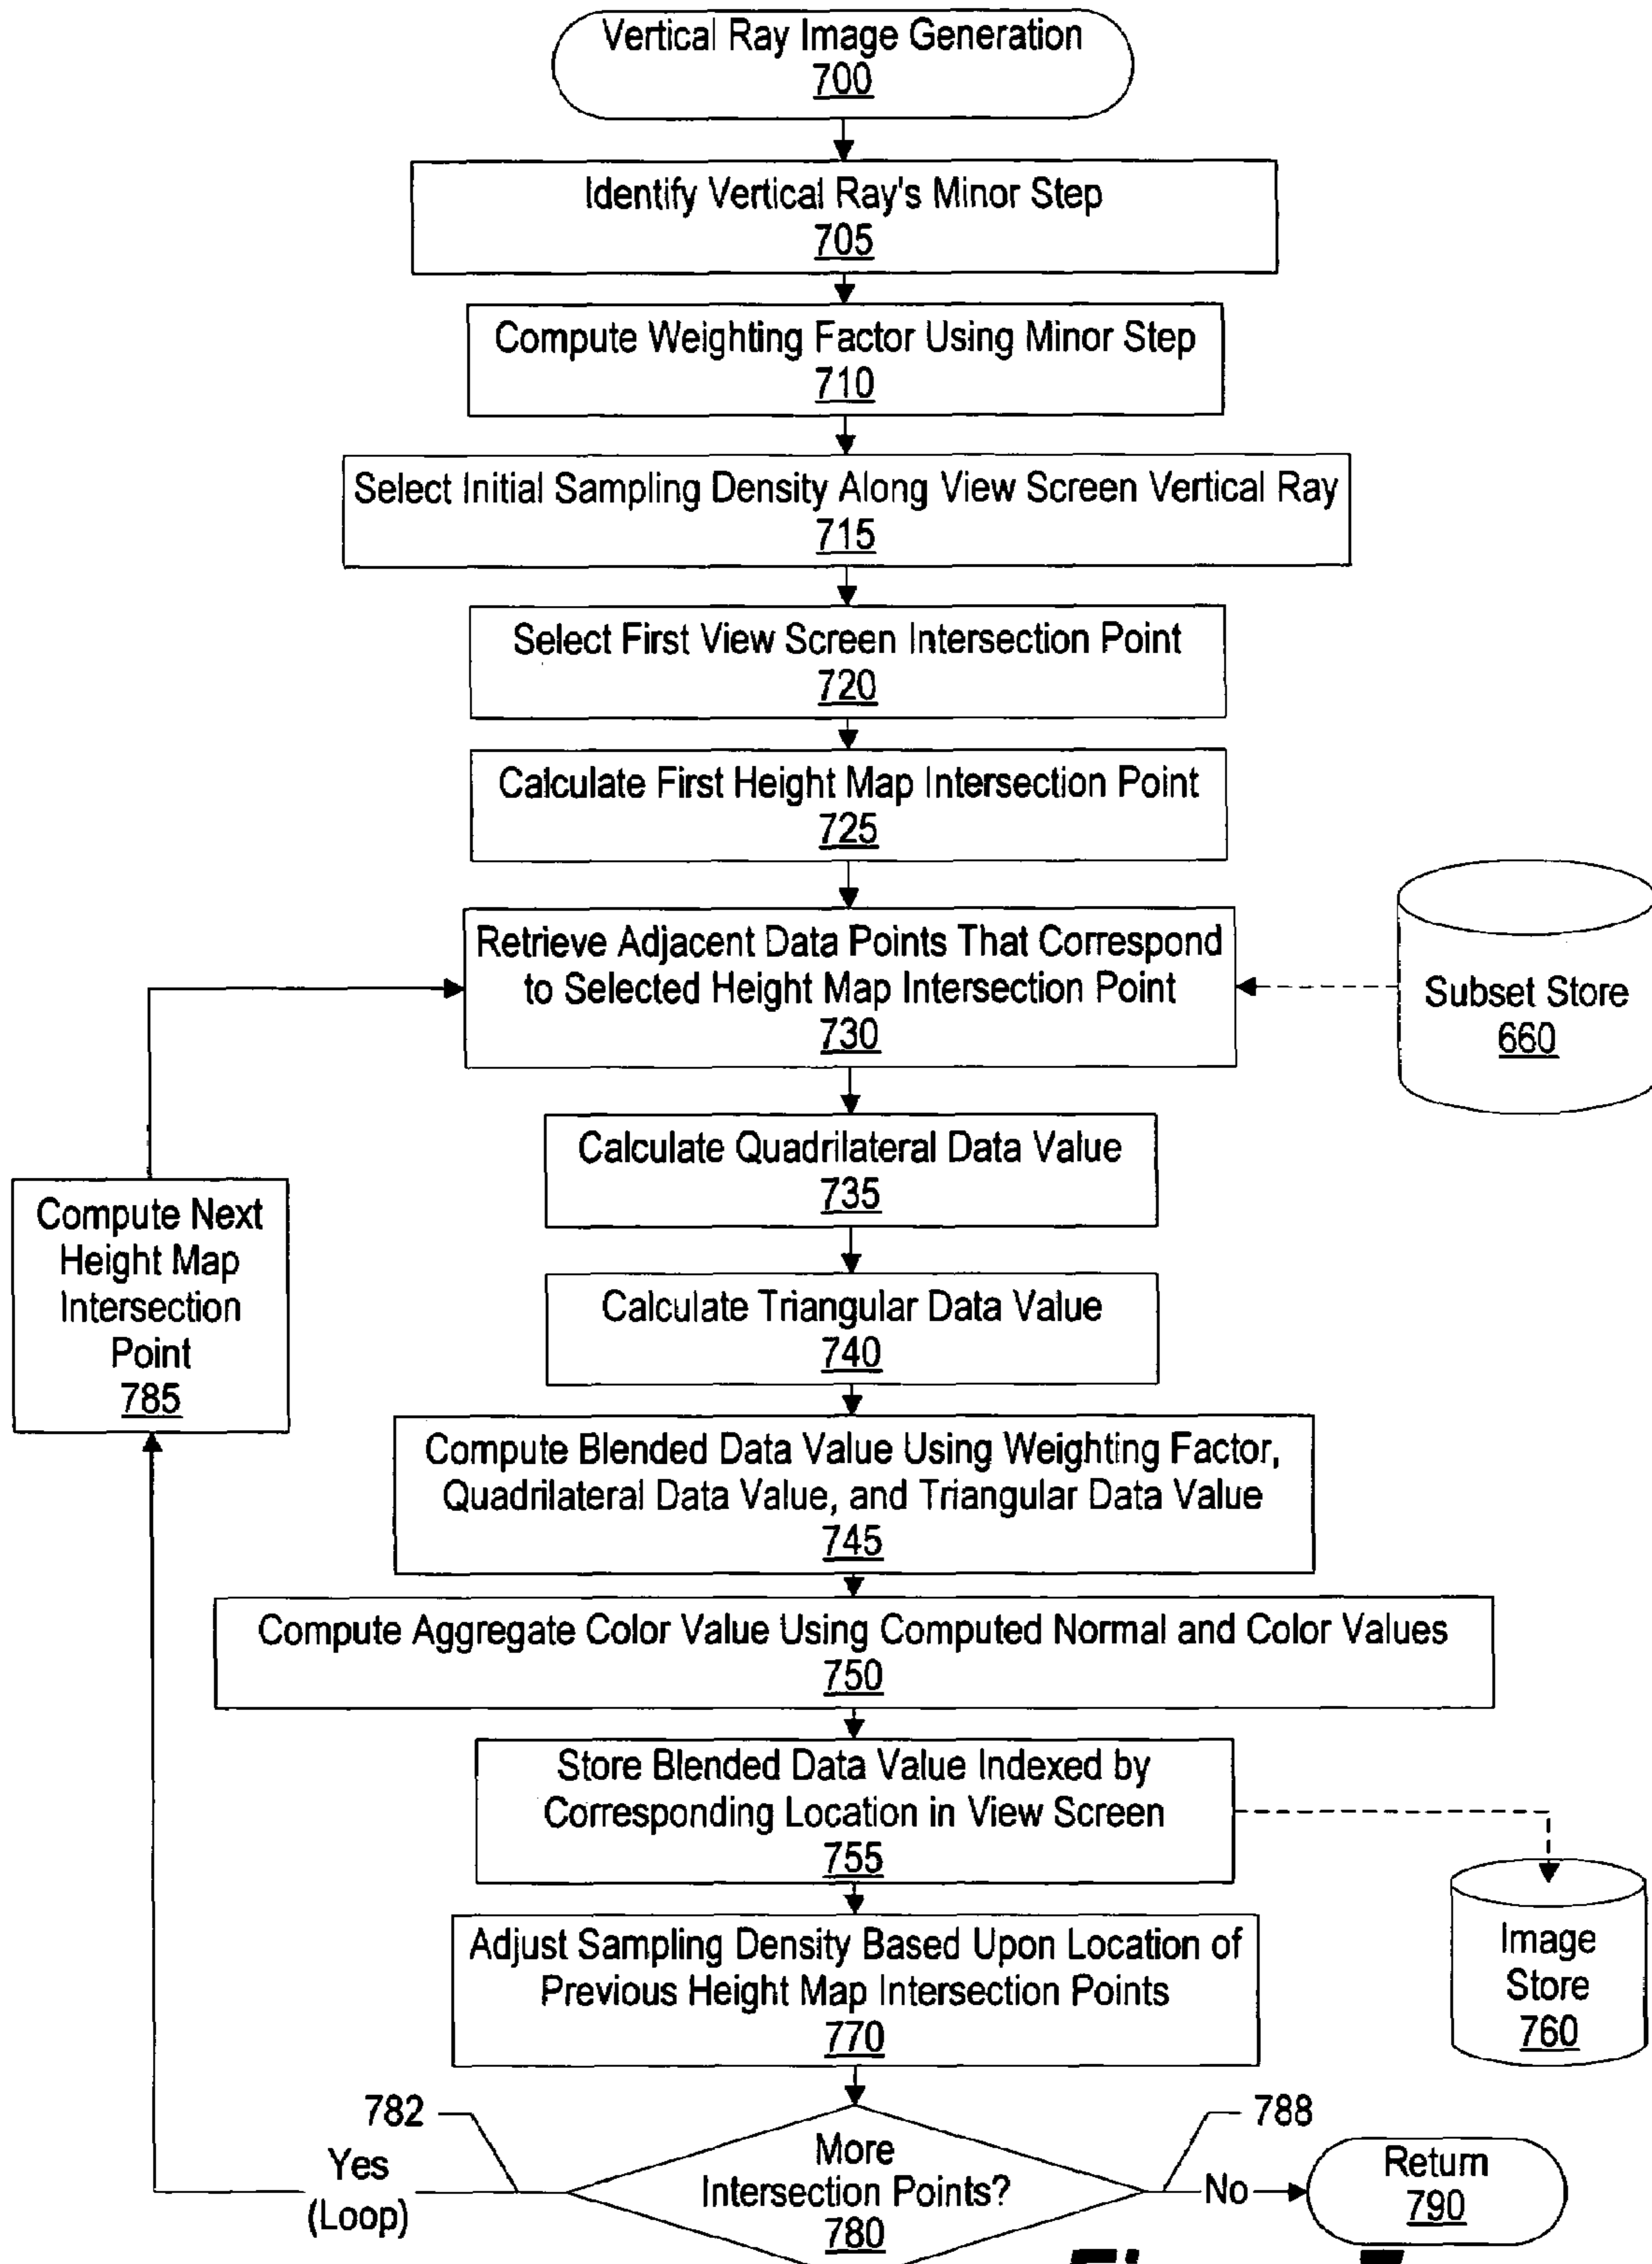 Vertical Ray Image Generation
700
Identify Vertical Ray's Minor Step
705
Compute Weighting Factor Using Minor Step
710
Select Initial Sampling Density Along View Screen Vertical Ray
715
Select First View Screen Intersection Point
720
Calculate First Height Map Intersection Point
725
Retrieve Adjacent Data Points That Correspond
to Selected Height Map Intersection Point
730
Subset Store
660
Calculate Quadrilateral Data Value
735
Compute Next
Height Map
Intersection
Point
785
Calculate Triangular Data Value
740
Compute Blended Data Value Using Weighting Factor,
Quadrilateral Data Value, and Triangular Data Value
745
Compute Aggregate Color Value Using Computed Normal and Color Values
750
Store Blended Data Value Indexed by
Corresponding Location in View Screen
755
Image
Store
760
Adjust Sampling Density Based Upon Location of
Previous Height Map Intersection Points
770
782
788
Yes
(Loop)
More
Intersection Points?
780
No
Return
790